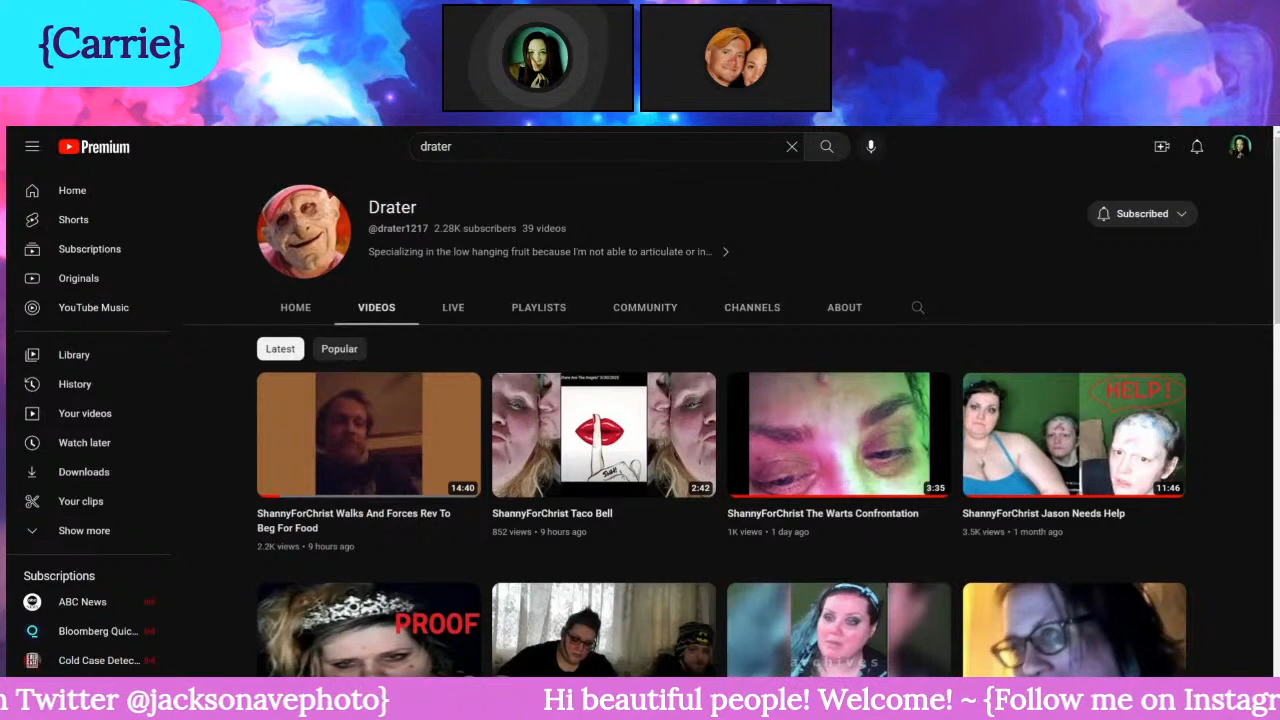 {Carrie}
Premium
drater
Home
Shorts
Subscriptions
Originals
YouTube Music
Library
History
Your videos
Watch later
Downloads
Your clips
Show more
Subscriptions
ABC News
Bloomberg Quic...
Cold Case Detec...
Drater
@drater1217 2.28K subscribers 39 videos
Specializing in the low hanging fruit because I'm not able to articulate or in...
Subscribed
HOME VIDEOS LIVE PLAYLISTS COMMUNITY CHANNELS ABOUT
Latest Popular
14:40
2:42
3:35
HELP!
11:46
ShannyForChrist Walks And Forces Rev To
Beg For Food
2.2K views • 9 hours ago
ShannyForChrist Taco Bell
852 views • 9 hours ago
ShannyForChrist The Warts Confrontation
1K views • 1 day ago
ShannyForChrist Jason Needs Help
3.5K views • 1 month ago
PROOF
archives
n Twitter @jacksonavephoto} Hi beautiful people! Welcome! ~ {Follow me on Instagr